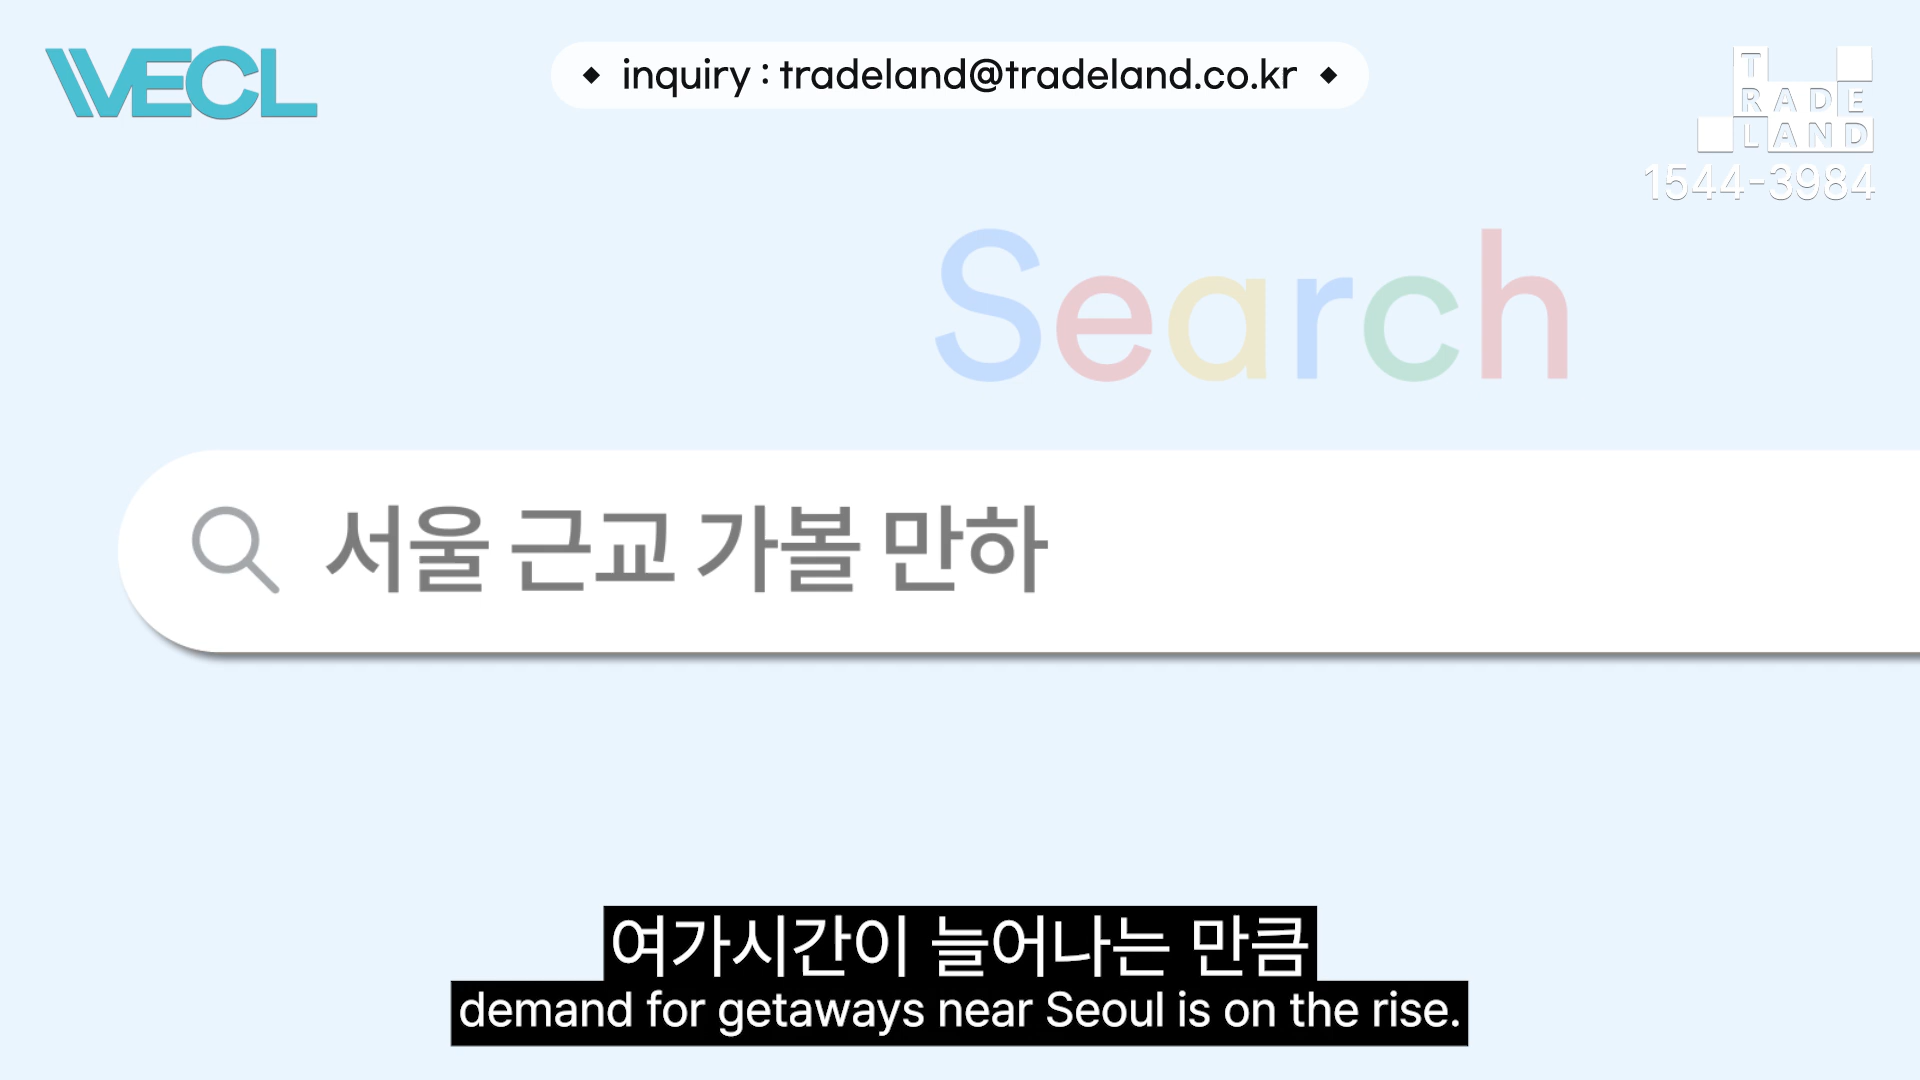 WECL
◆ inquiry : tradeland@tradeland.co.kr ◆
T
RADE
LAND
1544-3984
Search
서울 근교 가볼 만하
여가시간이 늘어나는 만큼
demand for getaways near Seoul is on the rise.